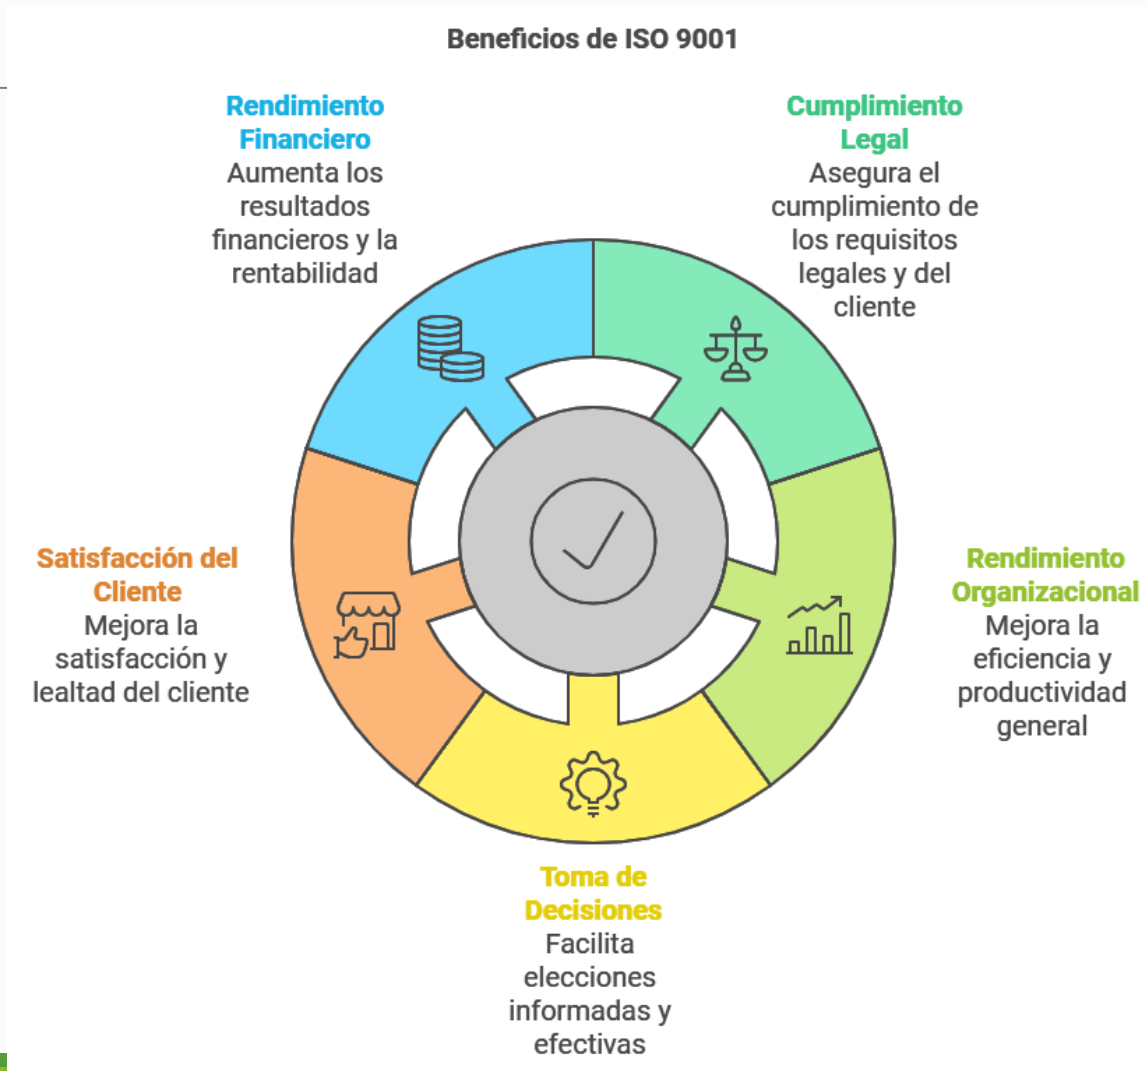 Beneficios de ISO 9001
Rendimiento
Financiero
Aumenta los
resultados
financieros y la
rentabilidad
Cumplimiento
Legal
Asegura el
cumplimiento de
los requisitos
legales y del
cliente
Satisfacción del
Cliente
Mejora la
satisfacción y
lealtad del cliente
Rendimiento
Organizacional
Mejora la
eficiencia y
productividad
general
Toma de
Decisiones
Facilita
elecciones
informadas y
efectivas